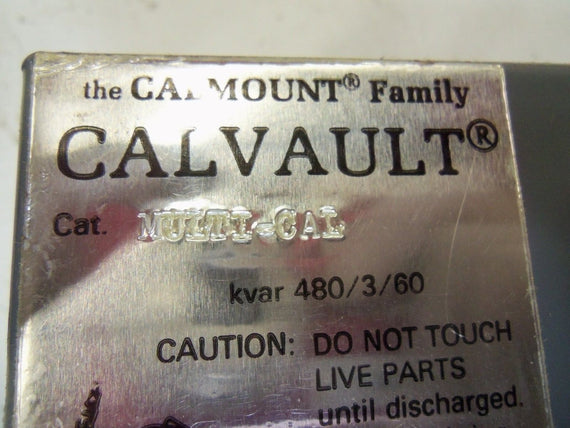 the CALMOUNT® Family
CALVAULT®
Cat. MULTI-CAL
kvar 480/3/60
CAUTION: DO NOT TOUCH
LIVE PARTS
until discharged.